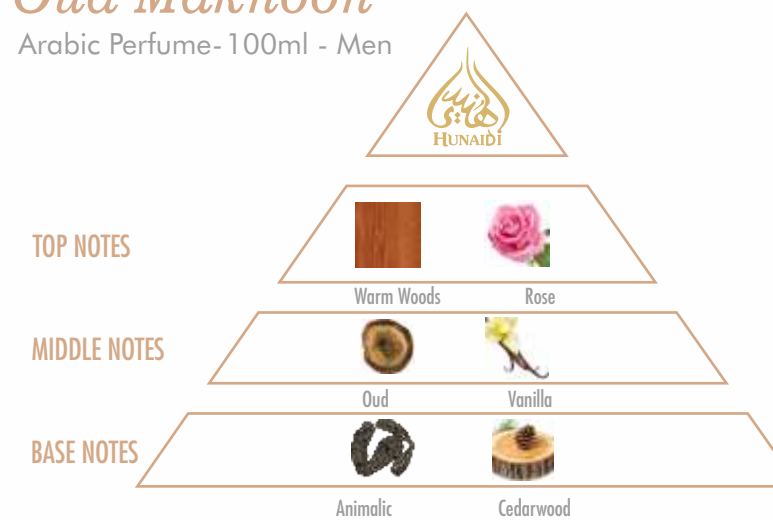 Oud Maknoon
Arabic Perfume-100ml - Men
HUNAIDI
TOP NOTES
Warm Woods Rose
MIDDLE NOTES
Oud Vanilla
BASE NOTES
Animalic Cedarwood